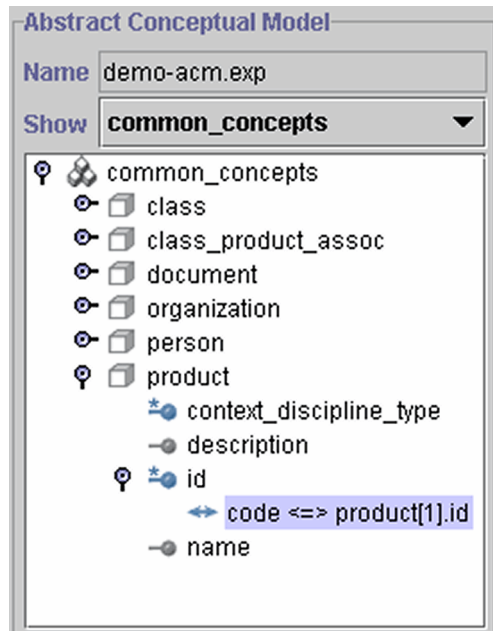 Abstract Conceptual Model
Name demo-acm.exp
Show common_concepts
common_concepts
class
class_product_assoc
document
organization
person
product
context_discipline_type
description
id
code <=> product[1].id
name